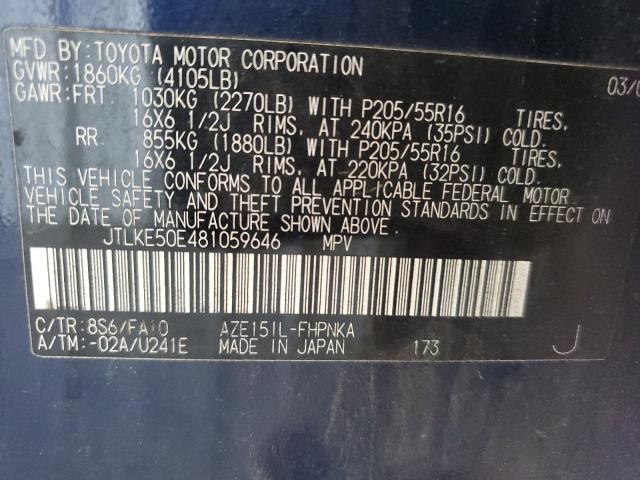 MFD. BY: TOYOTA MOTOR CORPORATION
GVWR: 1860KG (4105LB) 03/0
GAWR: FRT 1030KG (2270LB) WITH P205/55R16 TIRES,
16X6 1/2J RIMS, AT 240KPA (35PSI) COLD.
RR 855KG (1880LB) WITH P205/55R16 TIRES,
16X6 1/2J RIMS, AT 220KPA (32PSI) COLD.
THIS VEHICLE CONFORMS TO ALL APPLICABLE FEDERAL MOTOR
VEHICLE SAFETY AND THEFT PREVENTION STANDARDS IN EFFECT ON
THE DATE OF MANUFACTURE SHOWN ABOVE.
JTLKE50E481059646 MPV
C/TR: 8S6/FA10 AZE151L-FHPNKA
A/TM: -02A/U241E MADE IN JAPAN 173 J